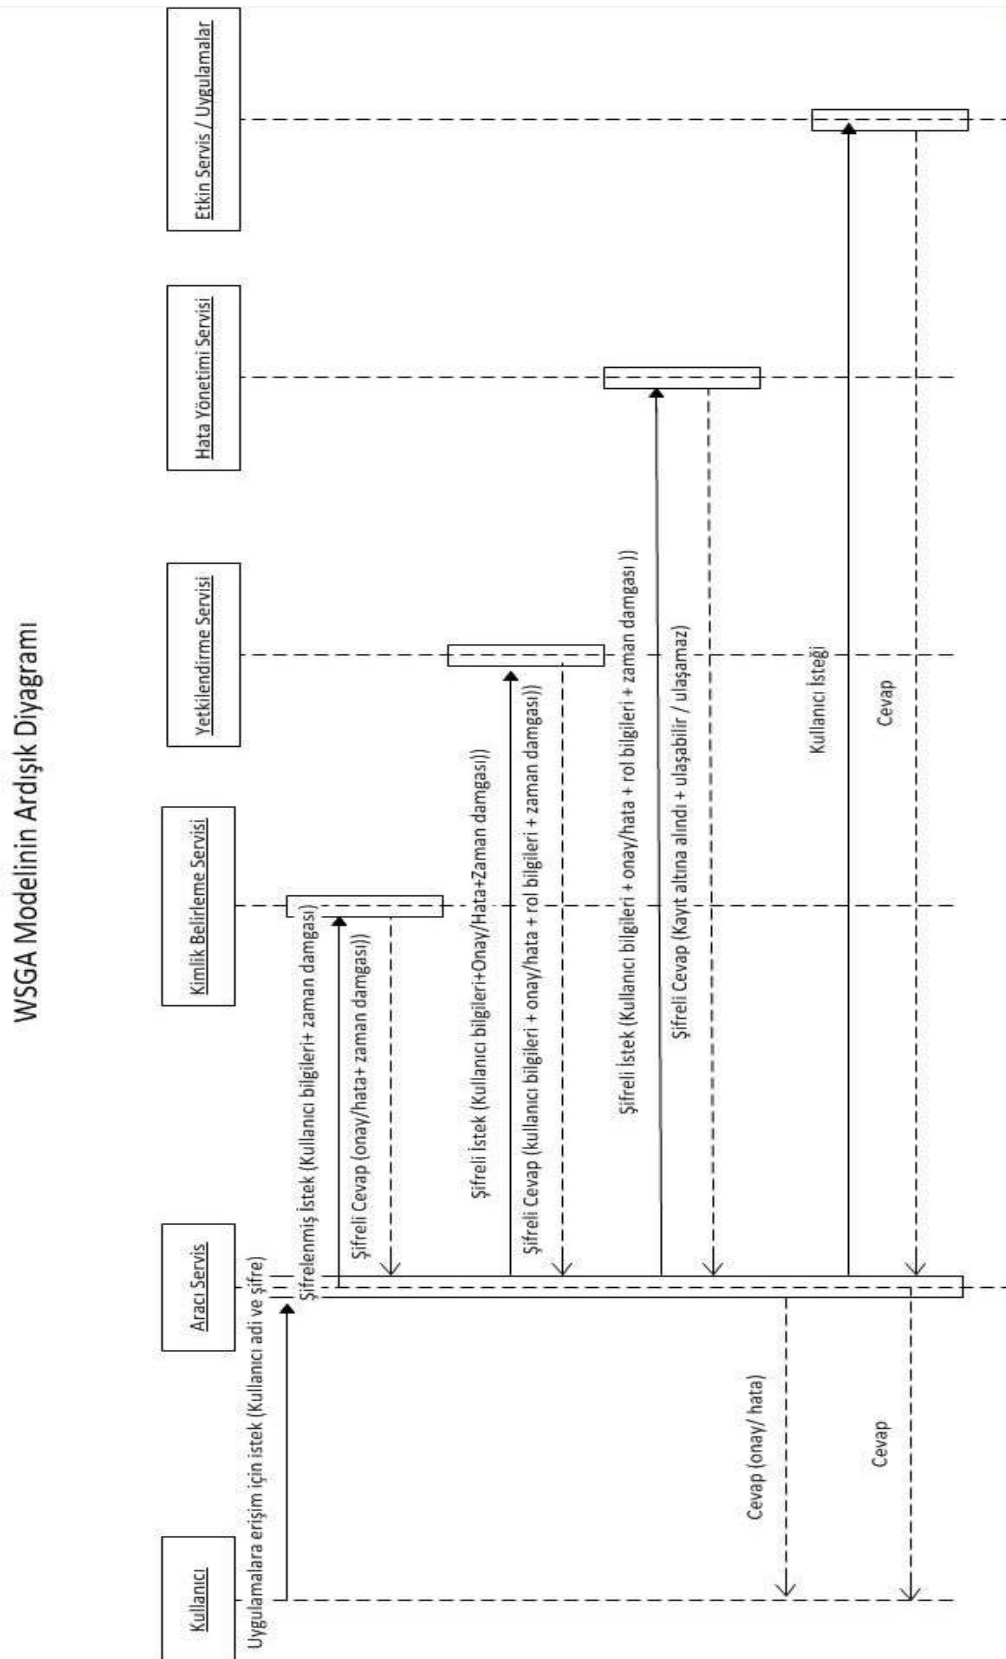 WSGA Modelinin Ardışık Diyagramı
Kullanıcı
Aracı Servis
Kimlik Belirleme Servisi
Yetkilendirme Servisi
Hata Yönetimi Servisi
Etkin Servis / Uygulamalar
Uygulamalara erişim için istek (Kullanıcı adi ve şifre)
Şifrelenmiş İstek (Kullanıcı bilgileri+ zaman damgası)
Şifreli Cevap (onay/hata+ zaman damgası))
Şifreli İstek (Kullanıcı bilgileri+Onay/Hata+Zaman damgası))
Şifreli Cevap (kullanıcı bilgileri + onay/hata + rol bilgileri + zaman damgası))
Şifreli İstek (Kullanıcı bilgileri + onay/hata + rol bilgileri + zaman damgası ))
Şifreli Cevap (Kayıt altına alındı + ulaşabilir / ulaşamaz)
Cevap (onay/ hata)
Kullanıcı İsteği
Cevap
Cevap